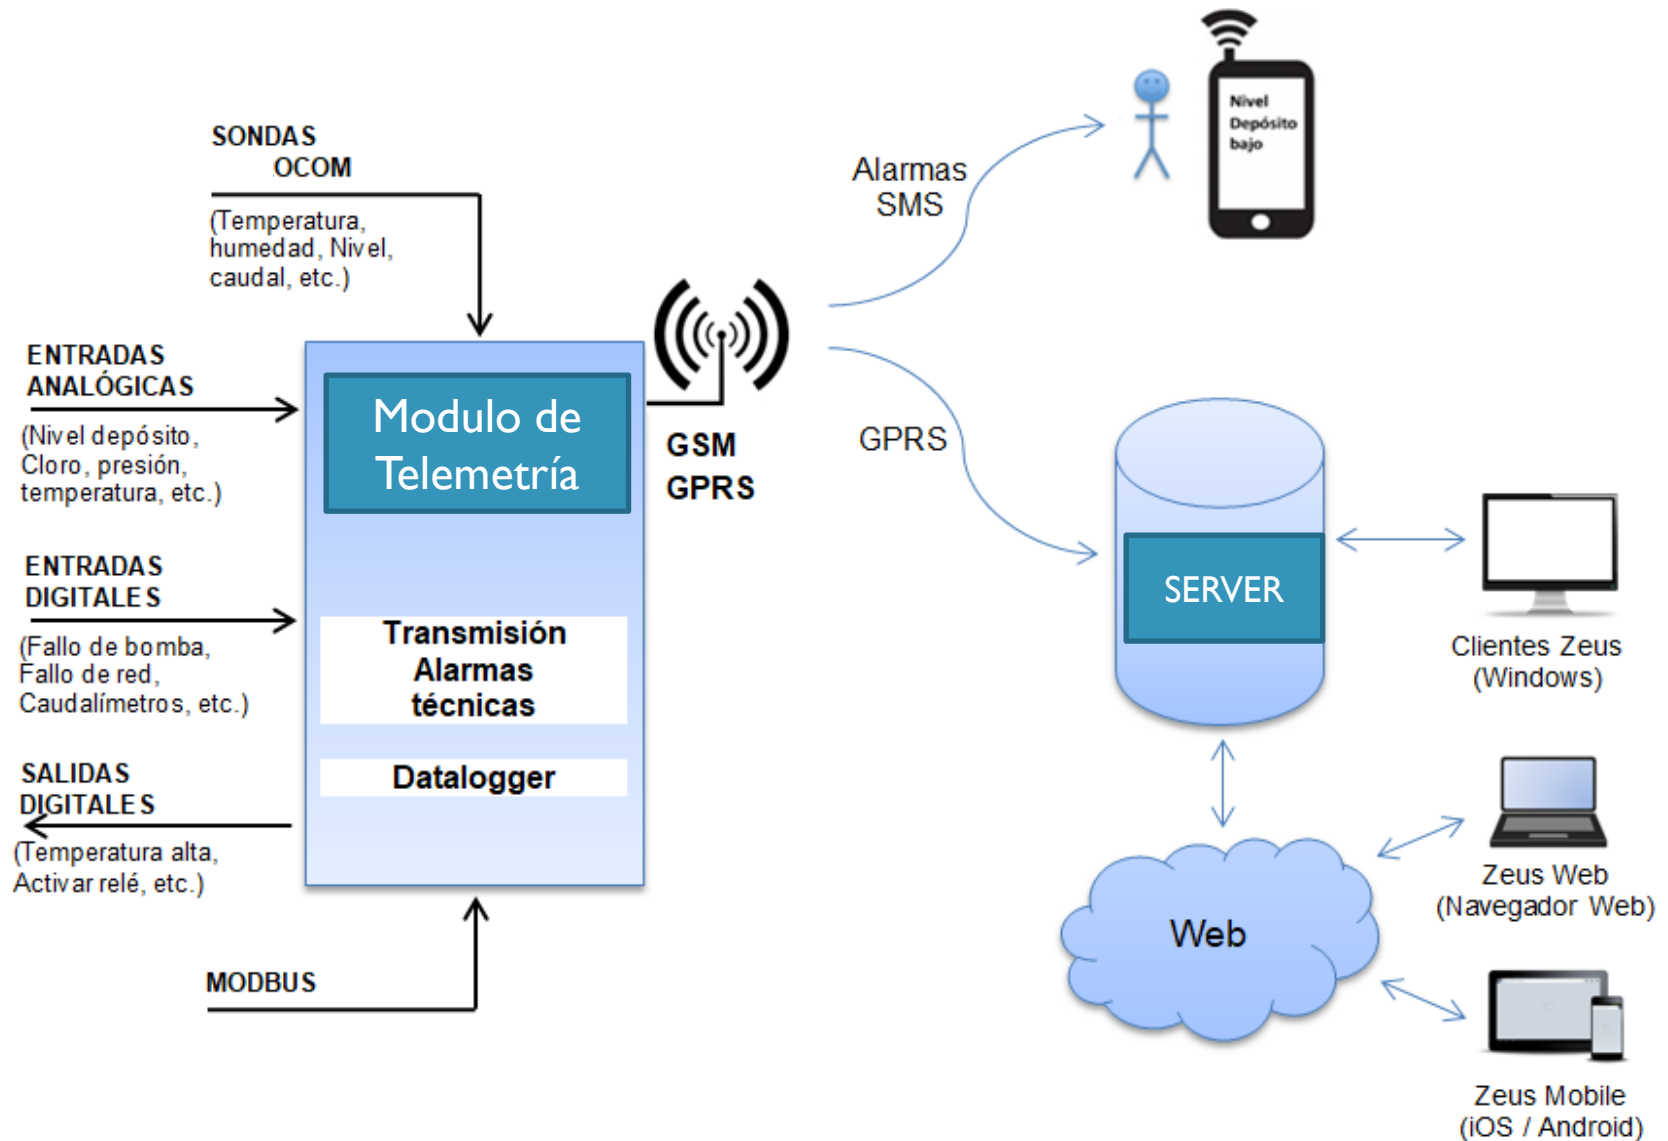 SONDAS
OCOM
(Temperatura,
humedad, Nivel,
caudal, etc.)
ENTRADAS
ANALÓGICAS
(Nivel depósito,
Cloro, presión,
temperatura, etc.)
ENTRADAS
DIGITALES
(Fallo de bomba,
Fallo de red,
Caudalímetros, etc.)
SALIDAS
DIGITALES
(Temperatura alta,
Activar relé, etc.)
MODBUS
Modulo de
Telemetría
Transmisión
Alarmas
técnicas
Datalogger
GSM
GPRS
Alarmas
SMS
Nivel
Depósito
bajo
GPRS
SERVER
Clientes Zeus
(Windows)
Web
Zeus Web
(Navegador Web)
Zeus Mobile
(iOS / Android)